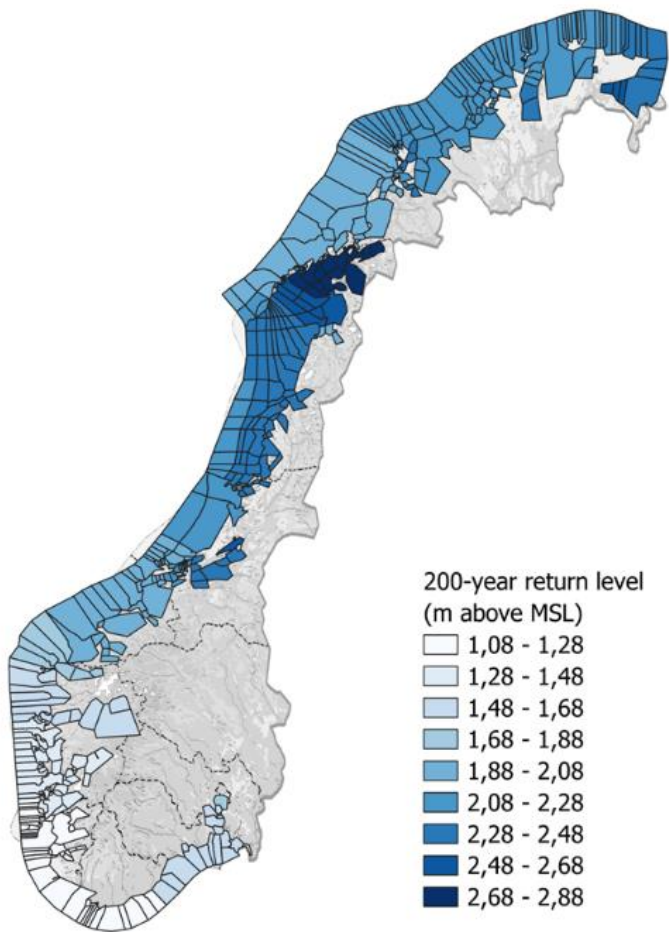 200-year return level
(m above MSL)
1,08 - 1,28
1,28 - 1,48
1,48 - 1,68
1,68 - 1,88
1,88 - 2,08
2,08 - 2,28
2,28 - 2,48
2,48 - 2,68
2,68 - 2,88